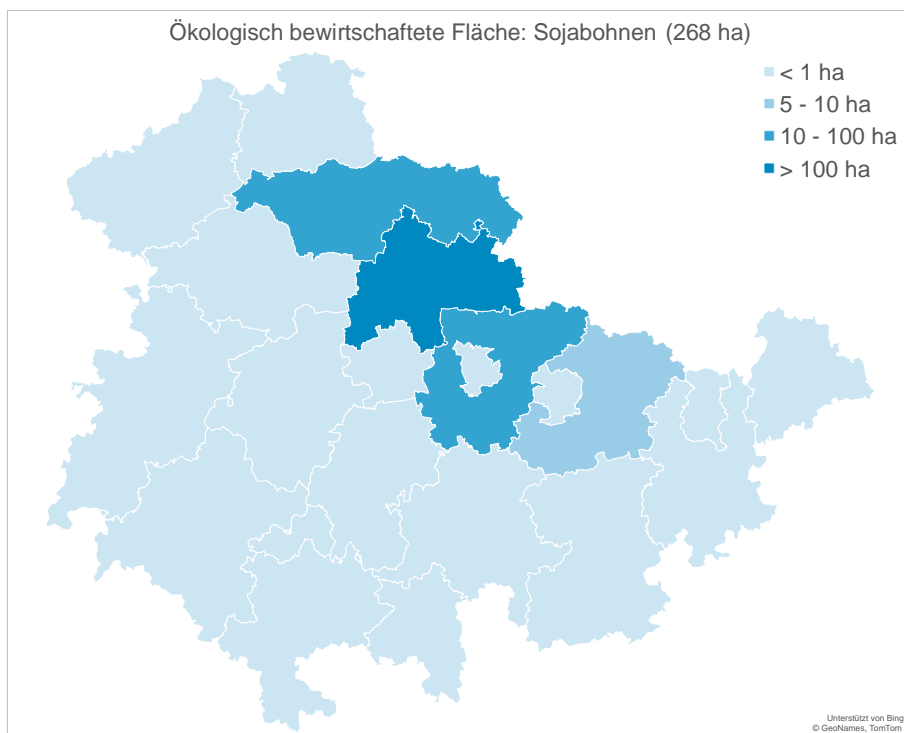 Ökologisch bewirtschaftete Fläche: Sojabohnen (268 ha)
< 1 ha
5 - 10 ha
10 - 100 ha
> 100 ha
Unterstützt von Bing
© GeoNames, TomTom